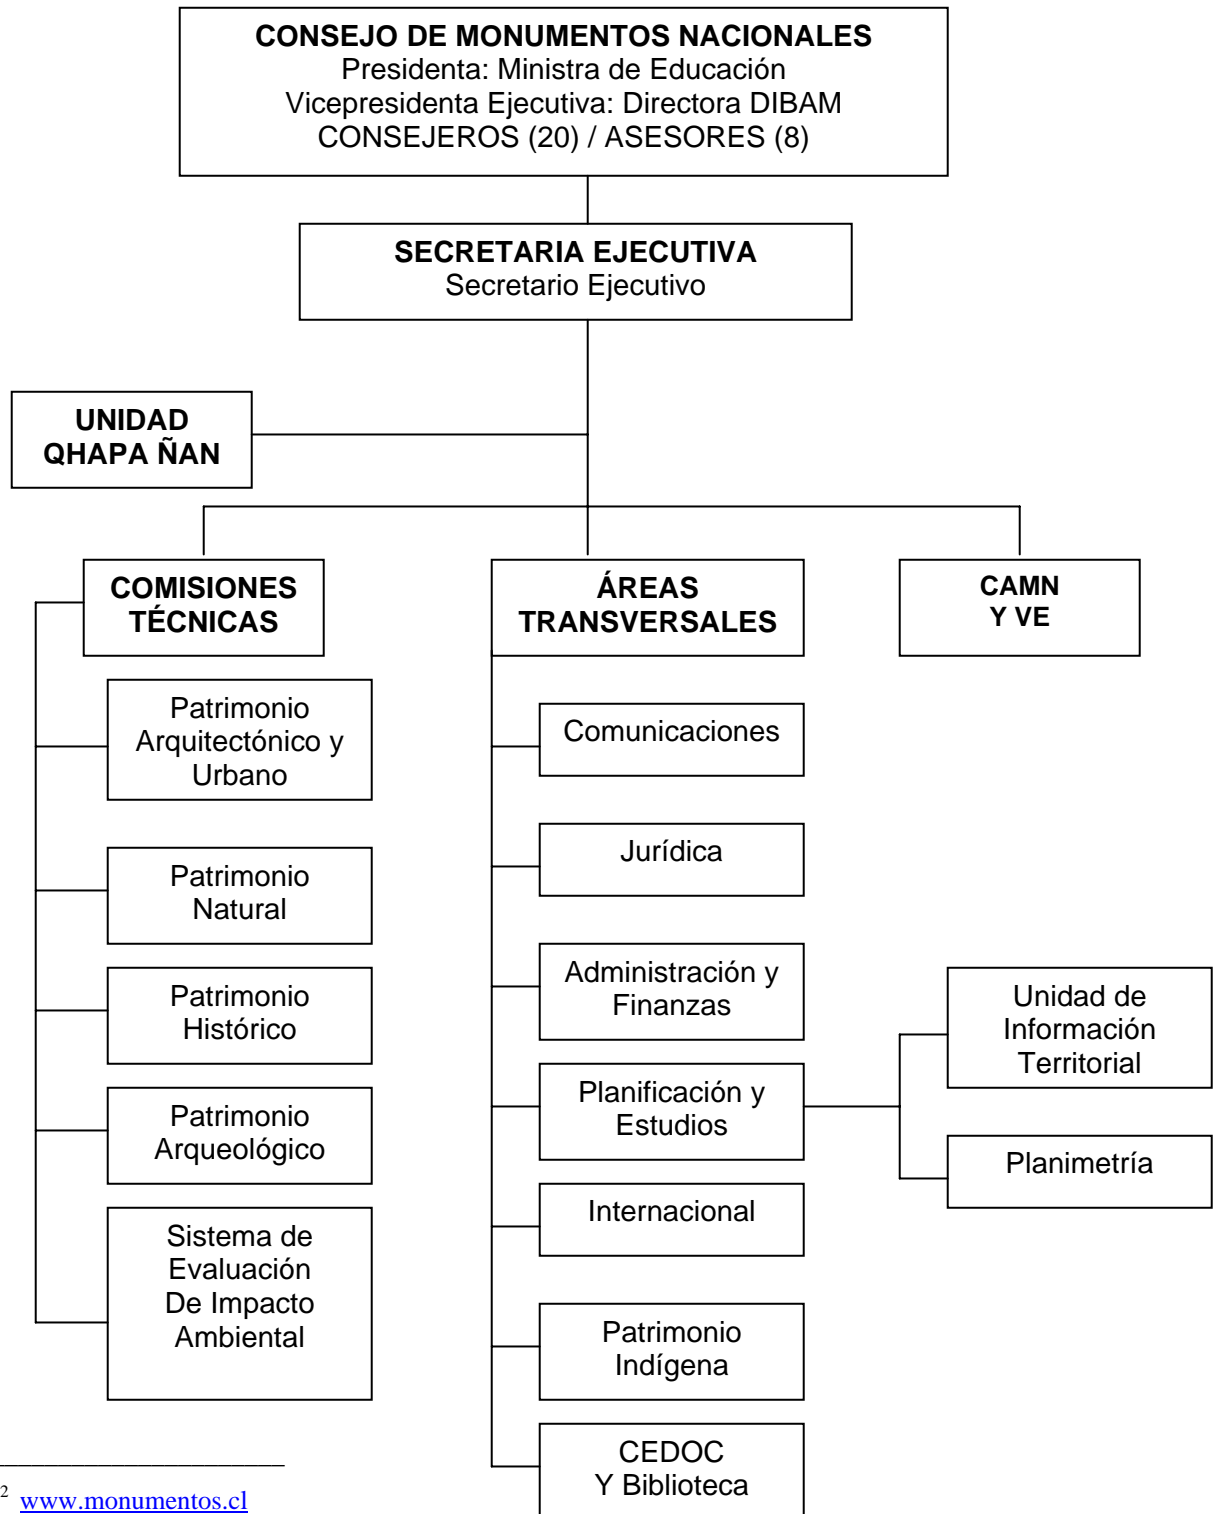 CONSEJO DE MONUMENTOS NACIONALES
Presidenta: Ministra de Educación
Vicepresidenta Ejecutiva: Directora DIBAM
CONSEJEROS (20) / ASESORES (8)
SECRETARIA EJECUTIVA
Secretario Ejecutivo
UNIDAD
QHAPA ÑAN
COMISIONES
TÉCNICAS
Patrimonio
Arquitectónico y
Urbano
Patrimonio
Natural
Patrimonio
Histórico
Patrimonio
Arqueológico
Sistema de
Evaluación
De Impacto
Ambiental
ÁREAS
TRANSVERSALES
Comunicaciones
Jurídica
Administración y
Finanzas
Planificación y
Estudios
Internacional
Patrimonio
Indígena
CEDOC
Y Biblioteca
CAMN
Y VE
Unidad de
Información
Territorial
Planimetría
2 www.monumentos.cl